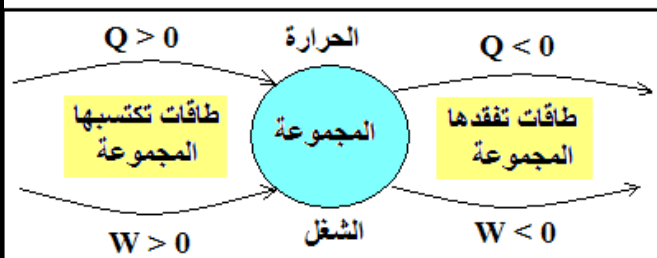 Q > 0
الحرارة
Q < 0
طاقات تكتسبها
المجموعة
المجموعة
طاقات تفقدها
المجموعة
W > 0
الشغل
W < 0